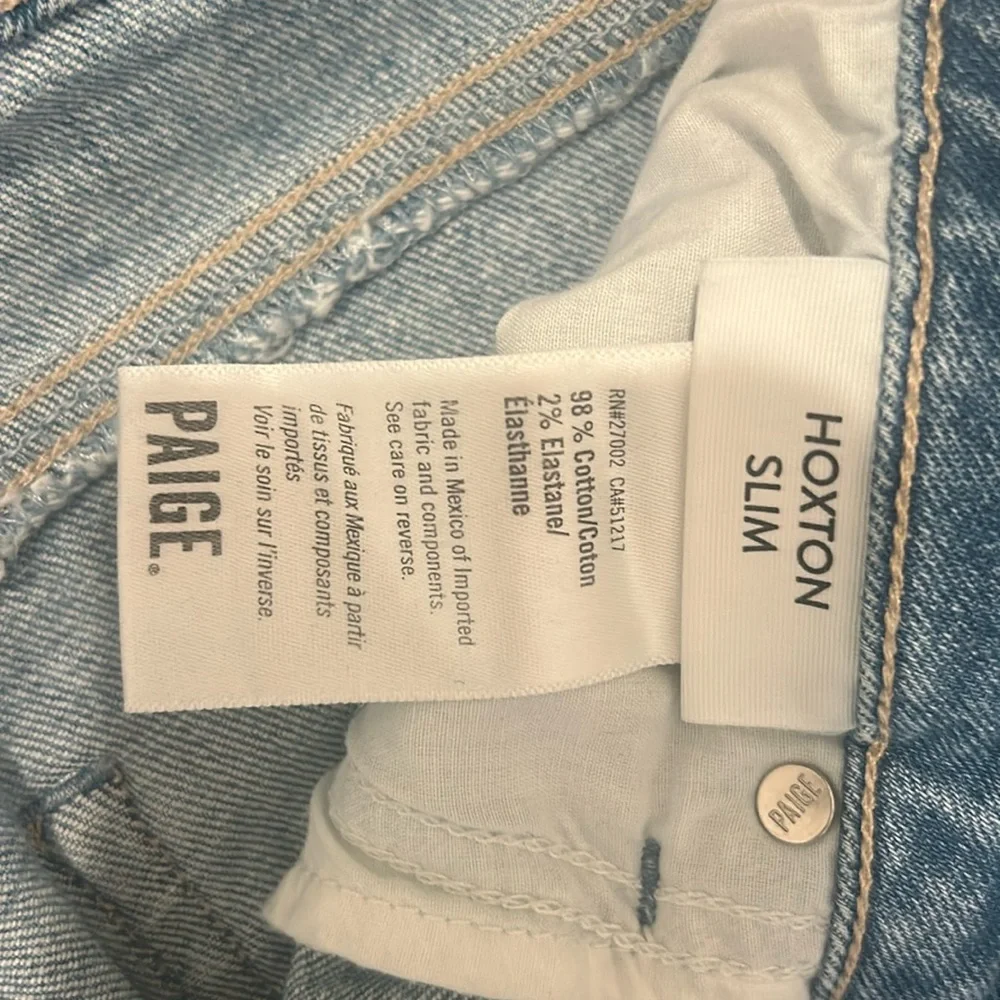 HOXTON
SLIM
RN#27002 CA#51217
98 % Cotton/Coton
2% Elastane/
Élasthanne
Made in Mexico of Imported
fabric and components.
See care on reverse.
Fabriqué aux Mexique à partir
de tissus et composants
importés
Voir le soin sur l'inverse.
PAIGE®
PAIGE